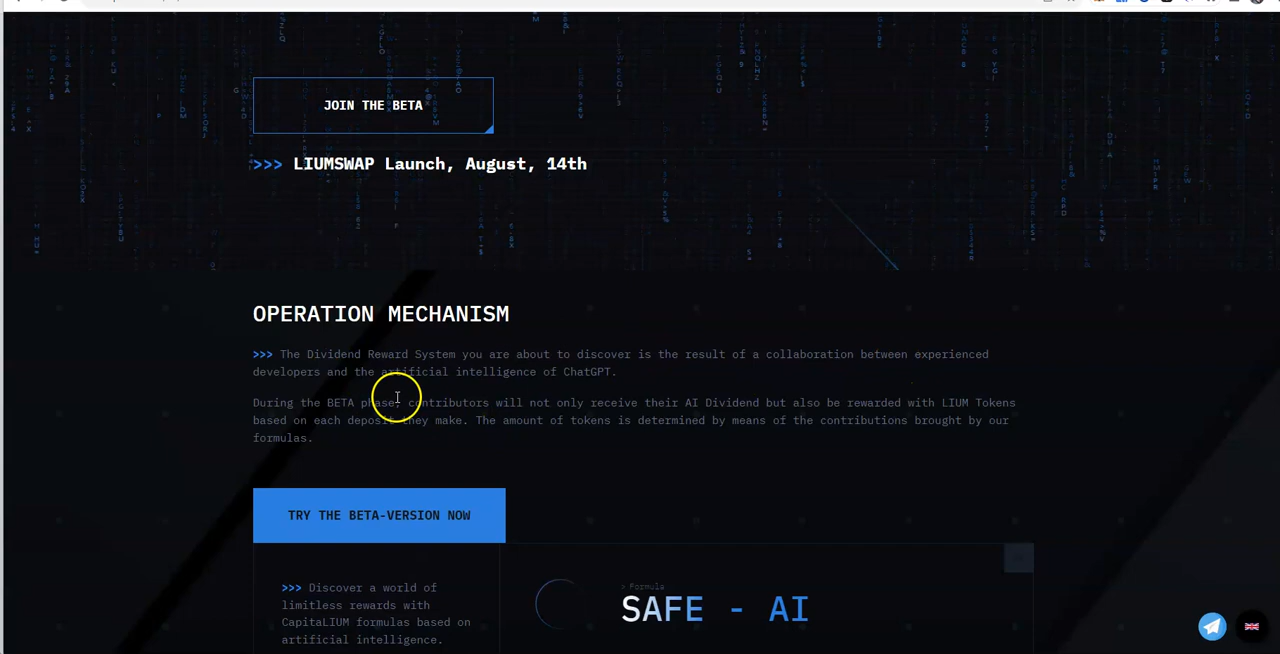 JOIN THE BETA
>>> LIUMSWAP Launch, August, 14th
OPERATION MECHANISM
>>> The Dividend Reward System you are about to discover is the result of a collaboration between experienced
developers and the artificial intelligence of ChatGPT.
During the BETA phase, contributors will not only receive their AI Dividend but also be rewarded with LIUM Tokens
based on each deposit they make. The amount of tokens is determined by means of the contributions brought by our
formulas.
TRY THE BETA-VERSION NOW
>>> Discover a world of
limitless rewards with
CapitaLIUM formulas based on
artificial intelligence.
> Formula
SAFE - AI